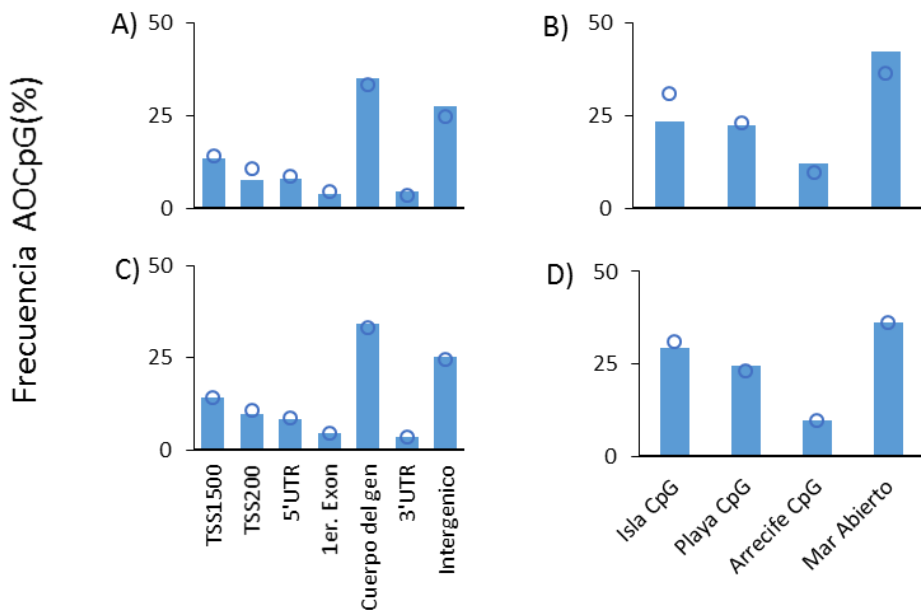 Frecuencia AOCpG(%)
A)
50
25
0
B)
50
25
0
C)
50
25
0
TSS1500
TSS200
5'UTR
1er. Exon
Cuerpo del gen
3'UTR
Intergenico
D)
50
25
0
Isla CpG
Playa CpG
Arrecife CpG
Mar Abierto